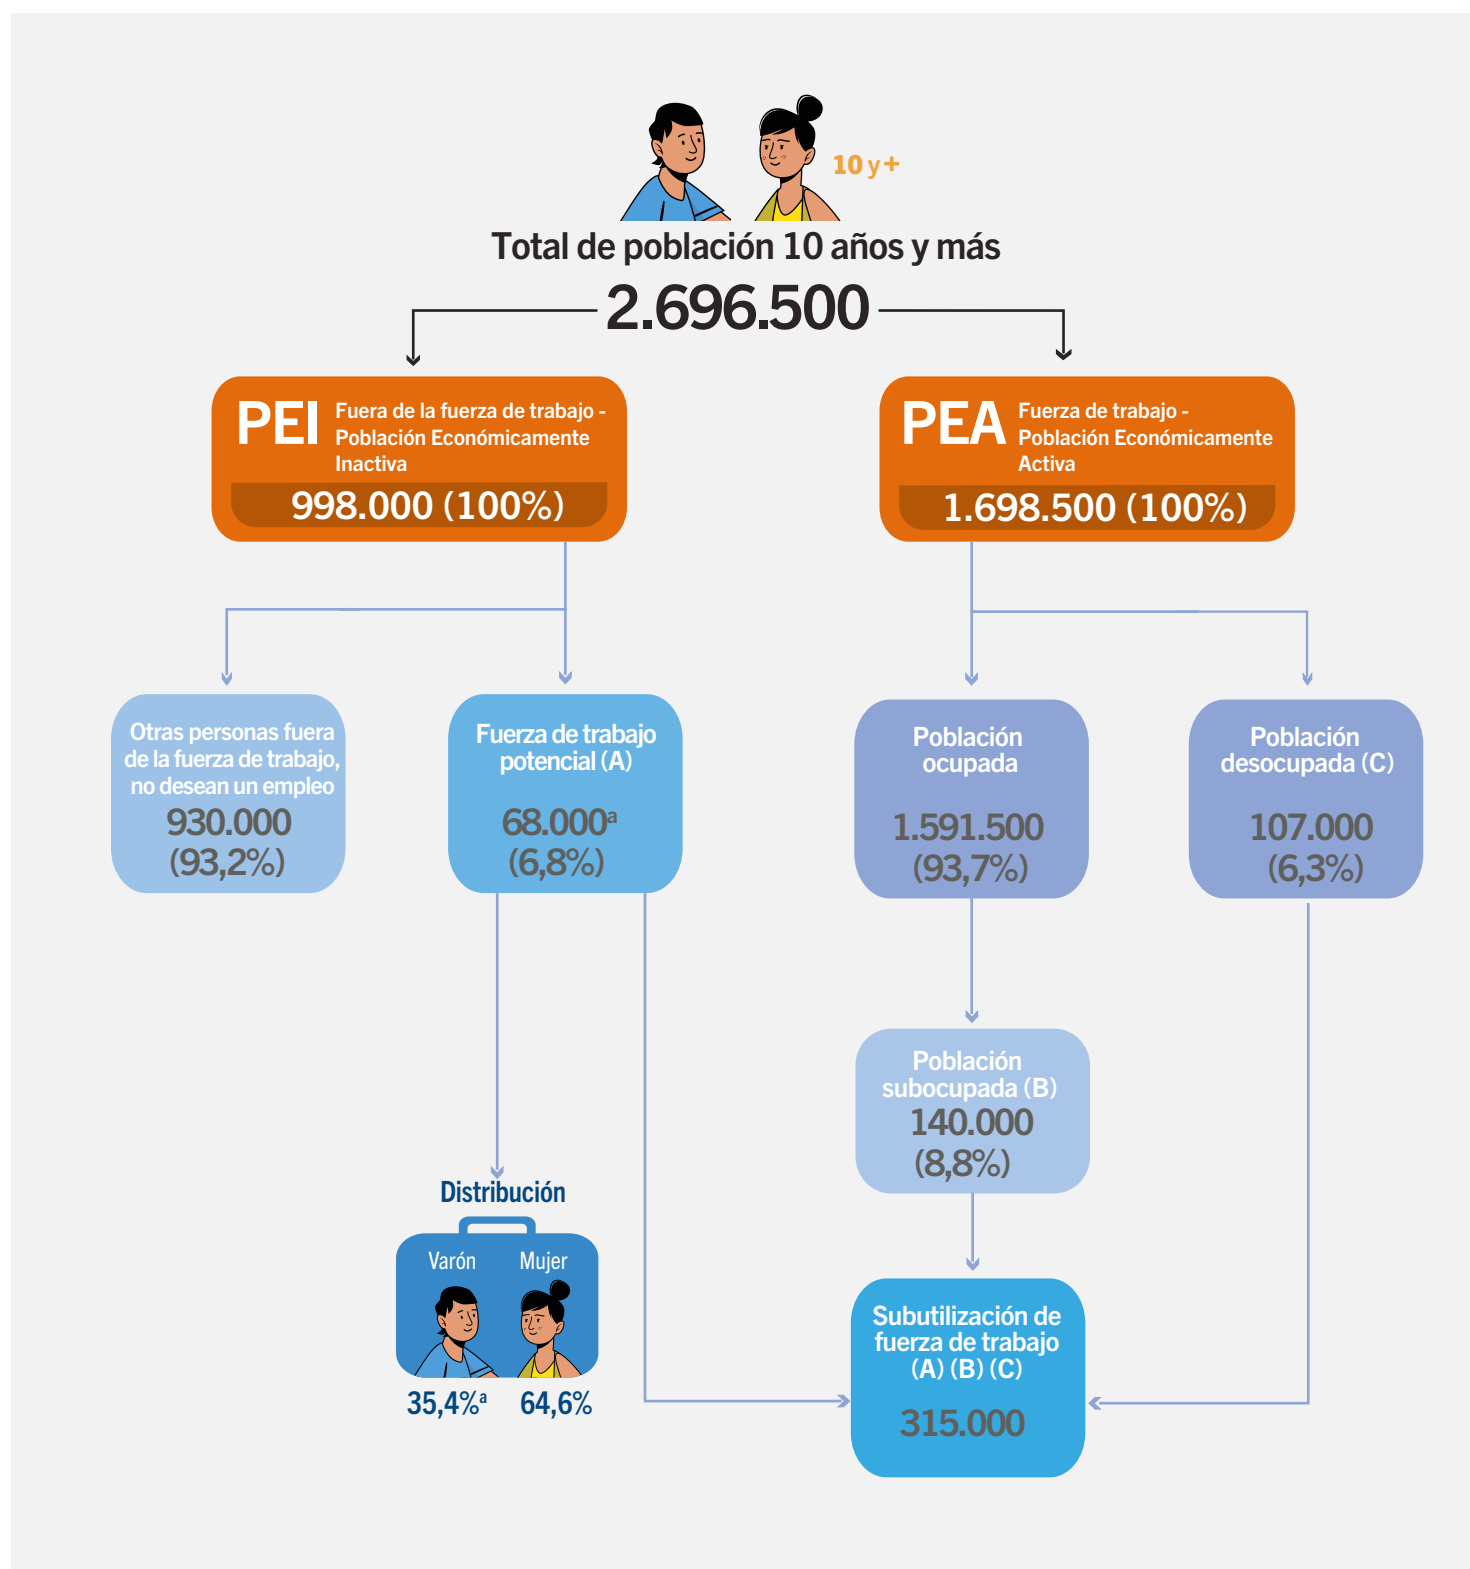 10 y +
Total de población 10 años y más
2.696.500
PEI
Fuera de la fuerza de trabajo -
Población Económicamente
Inactiva
998.000 (100%)
PEA
Fuerza de trabajo -
Población Económicamente
Activa
1.698.500 (100%)
Otras personas fuera
de la fuerza de trabajo,
no desean un empleo
930.000
(93,2%)
Fuerza de trabajo
potencial (A)
68.000ª
(6,8%)
Población
ocupada
1.591.500
(93,7%)
Población
desocupada (C)
107.000
(6,3%)
Población
subocupada (B)
140.000
(8,8%)
Distribución
Varón
Mujer
35,4%ª
64,6%
Subutilización de
fuerza de trabajo
(A) (B) (C)
315.000